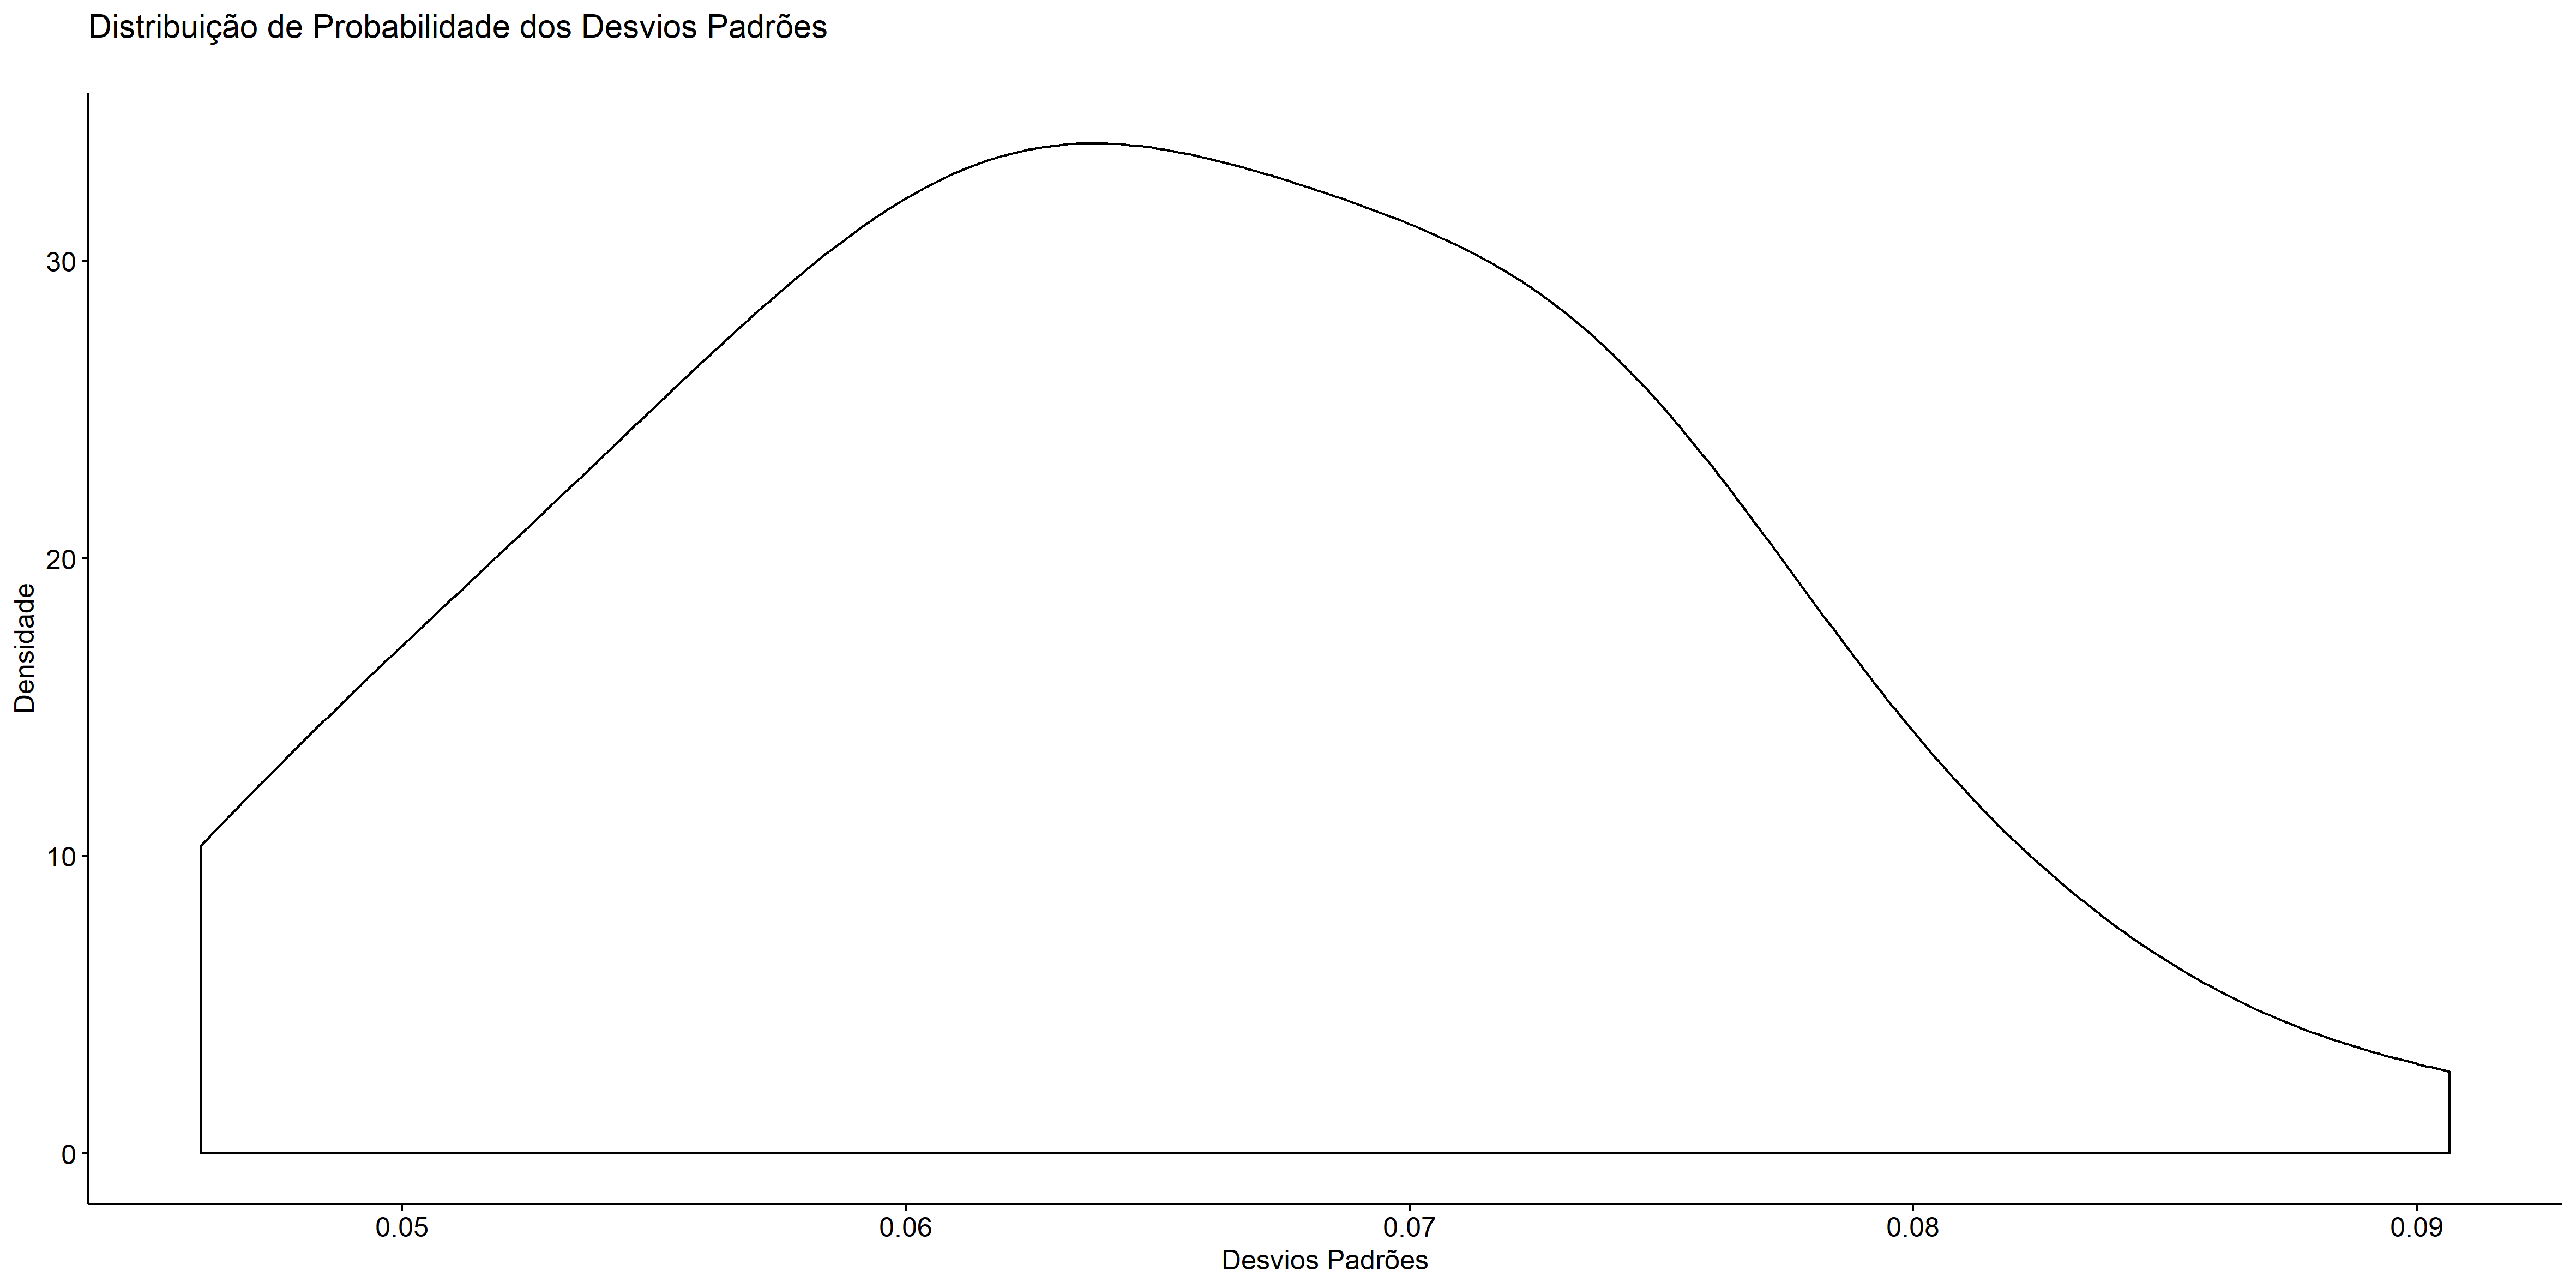 Distribuição de Probabilidade dos Desvios Padrões
30
20
10
0
Densidade
0.05 0.06 0.07 0.08 0.09
Desvios Padrões